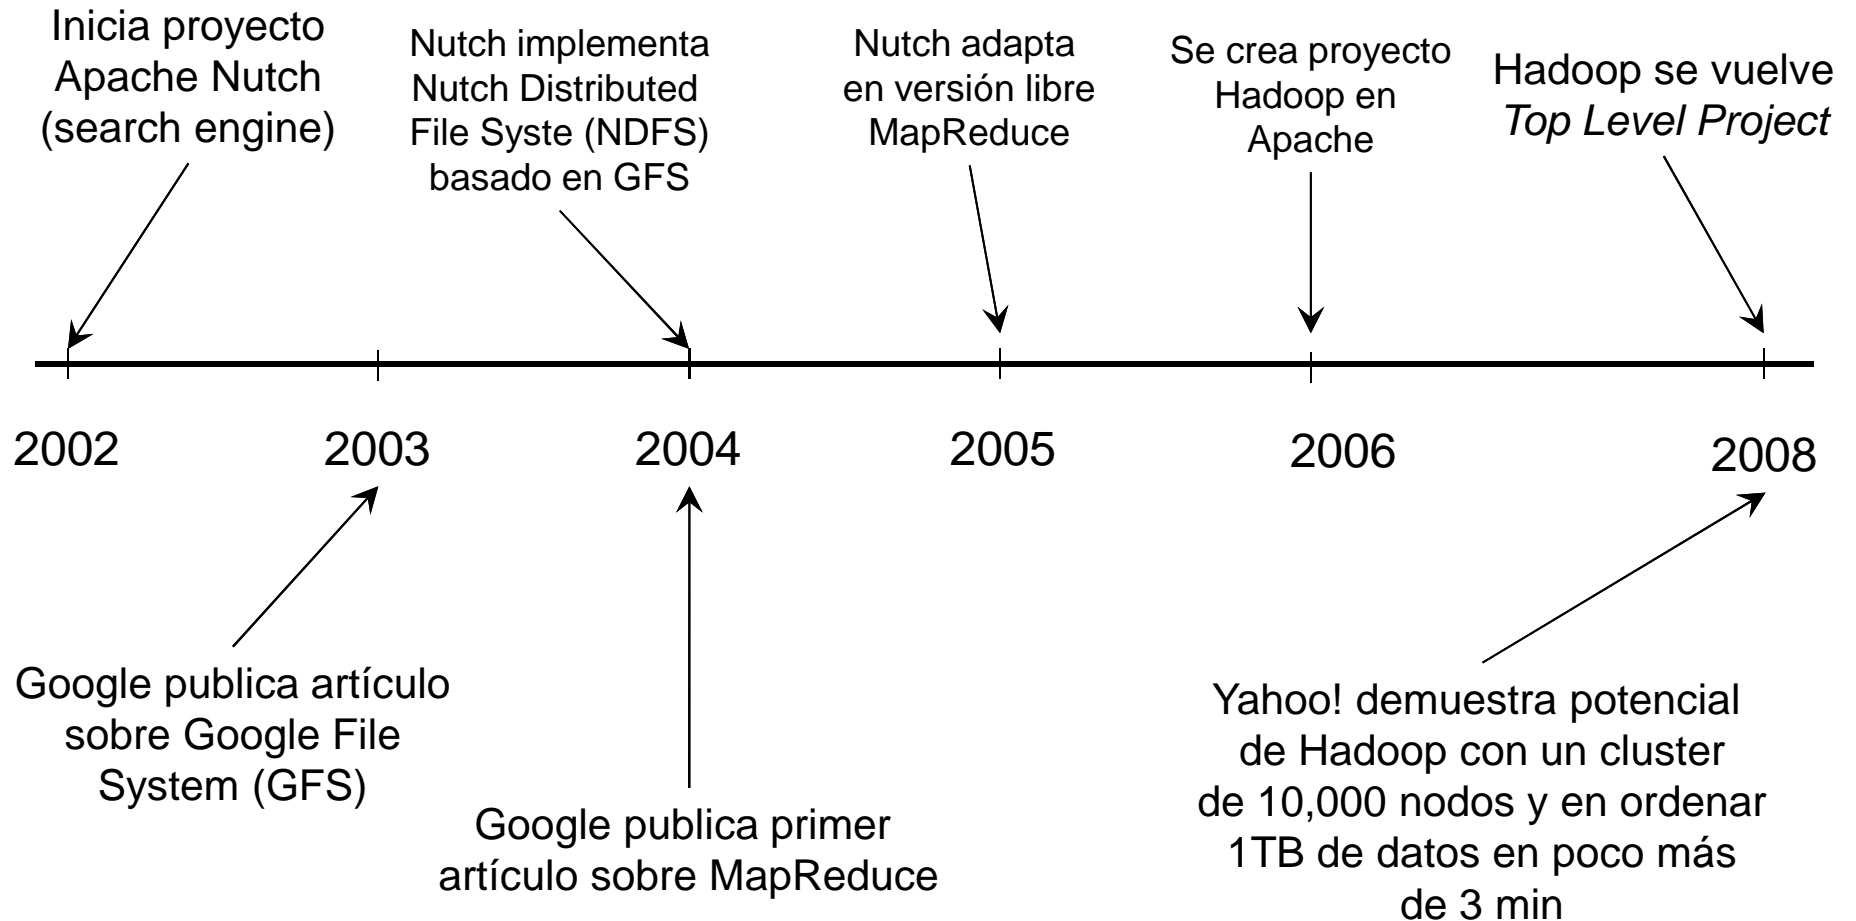 Inicia proyecto
Apache Nutch
(search engine)
Nutch implementa
Nutch Distributed
File Syste (NDFS)
basado en GFS
Nutch adapta
en versión libre
MapReduce
Se crea proyecto
Hadoop en
Apache
Hadoop se vuelve
Top Level Project
2002
2003
2004
2005
2006
2008
Google publica artículo
sobre Google File
System (GFS)
Google publica primer
artículo sobre MapReduce
Yahoo! demuestra potencial
de Hadoop con un cluster
de 10,000 nodos y en ordenar
1TB de datos en poco más
de 3 min